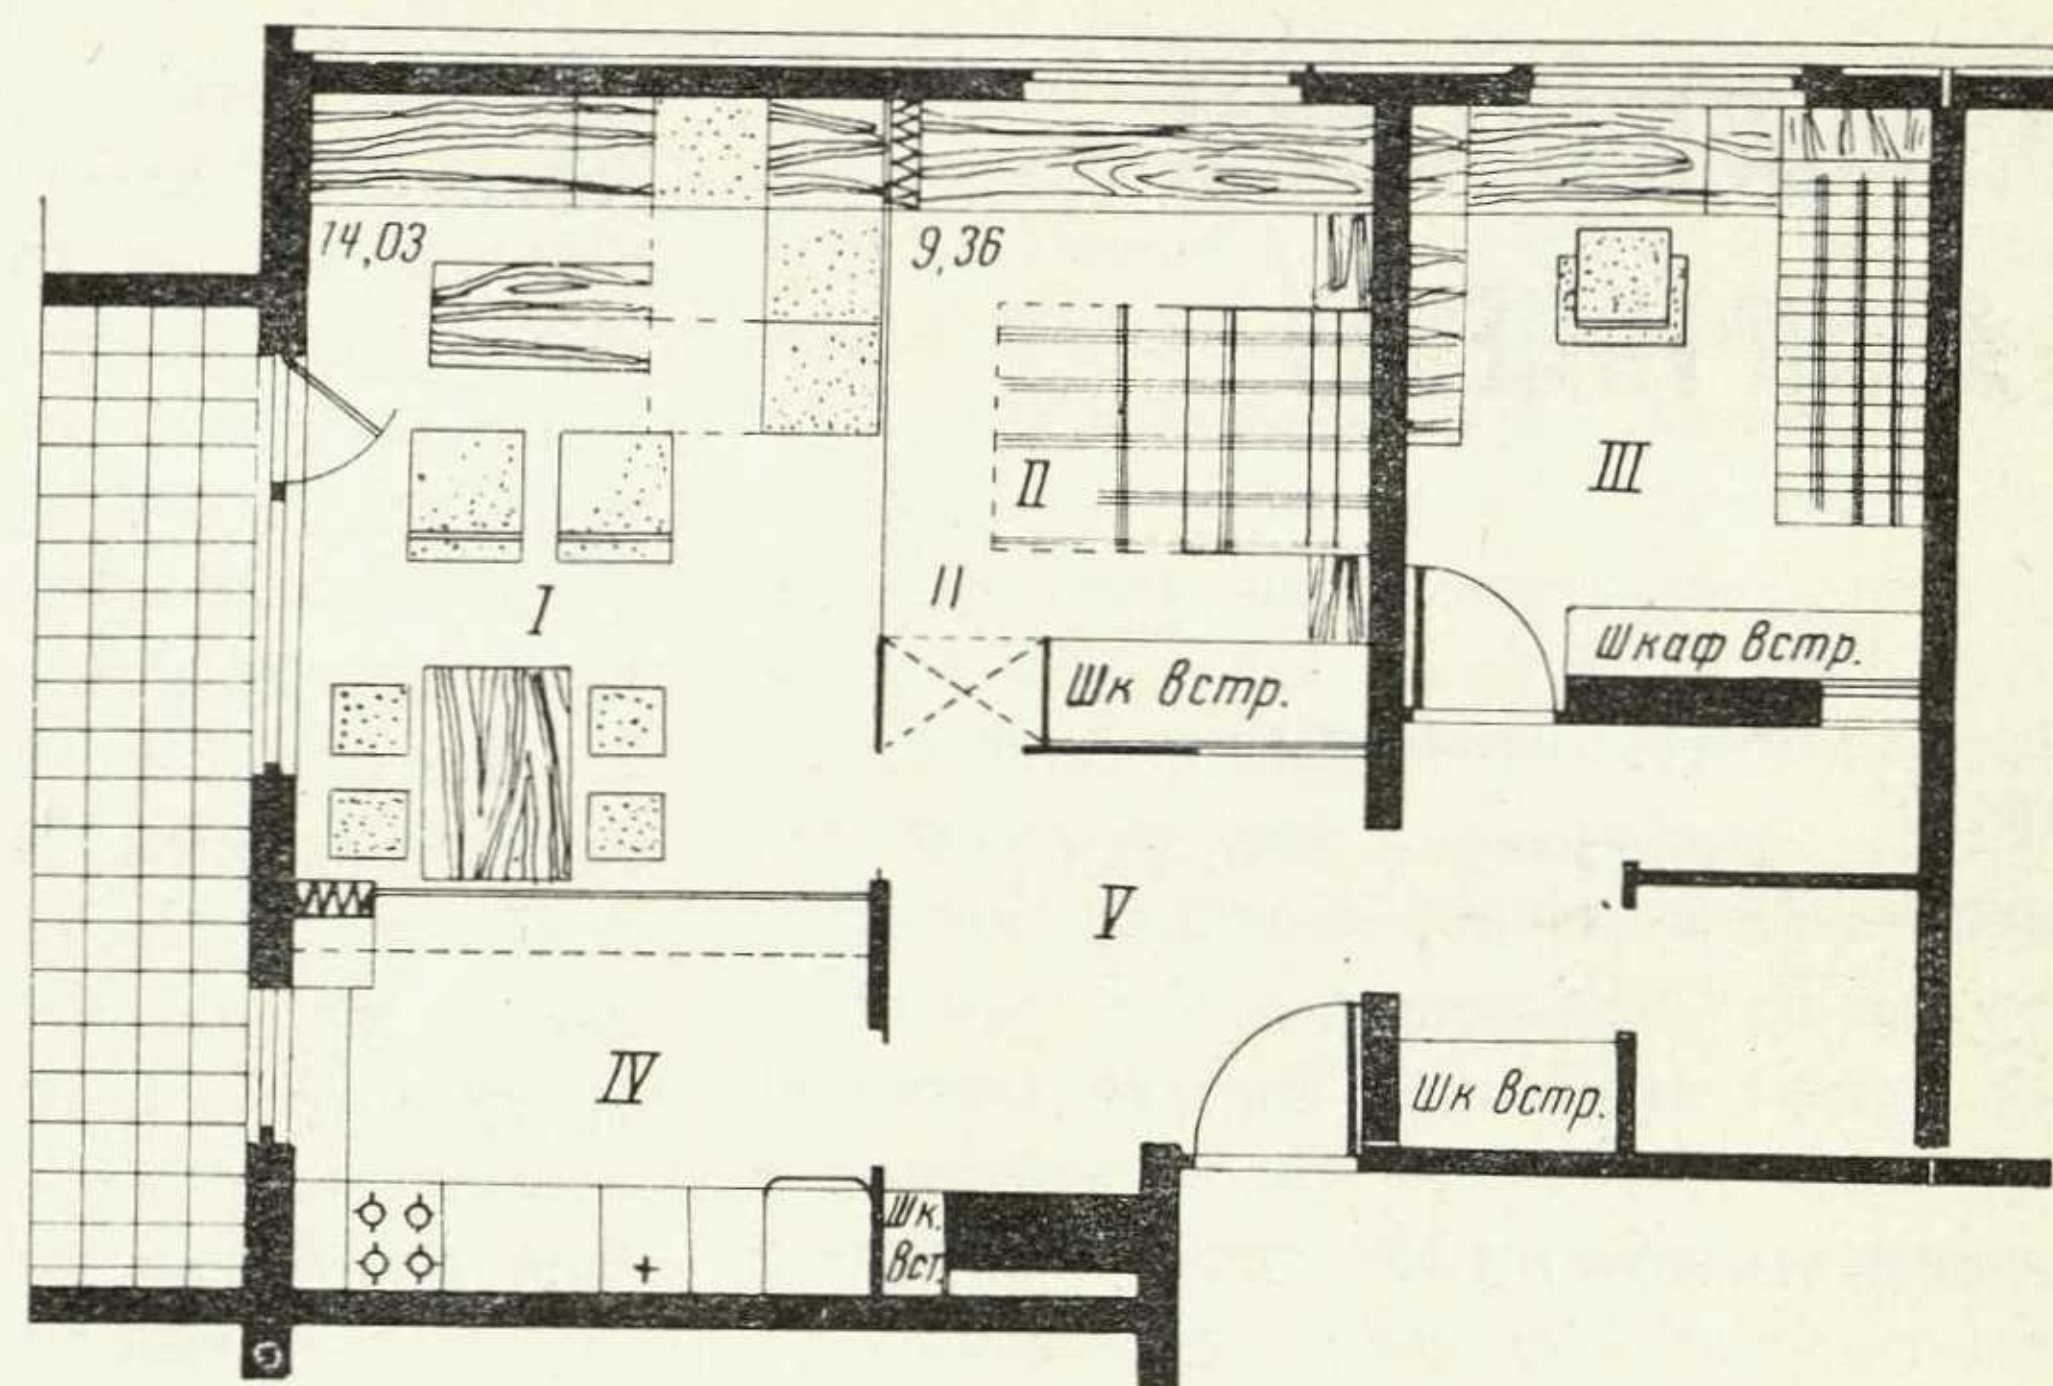 14,03
9,36
II
III
I
II
Шкаф встр.
Шк встр.
V
IV
Шк встр.
Шк.
Вст.